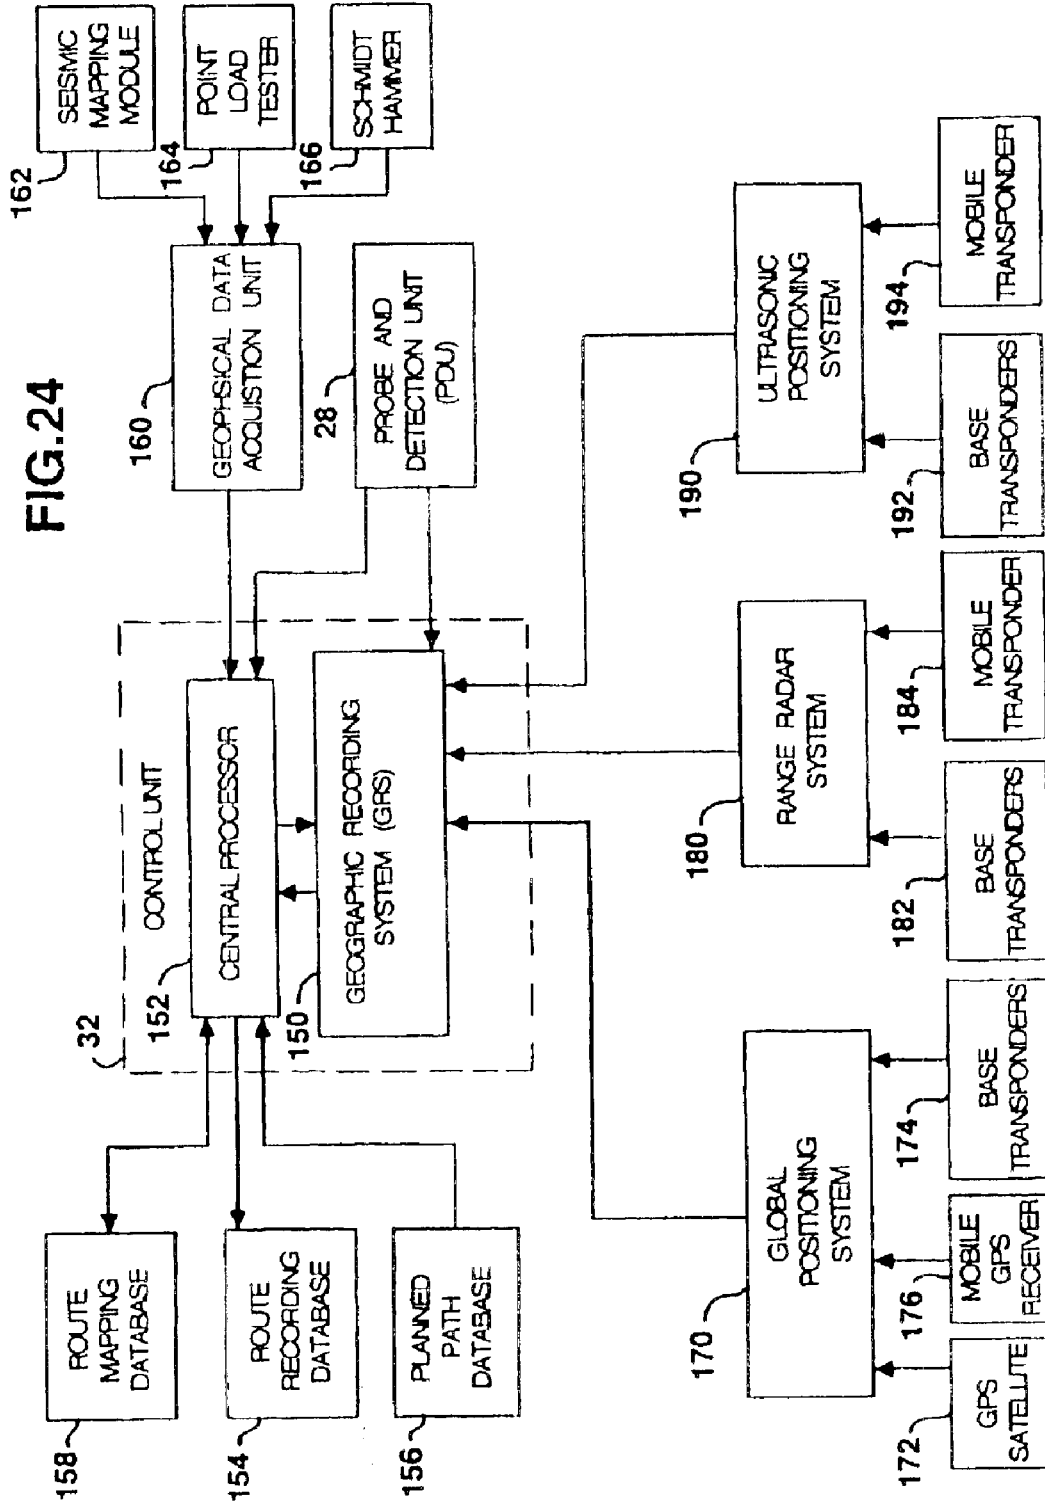 FIG.24
158
ROUTE
MAPPING
DATABASE
154
ROUTE
RECORDING
DATABASE
156
PLANNED
PATH
DATABASE
32
CONTROL UNIT
152
CENTRAL PROCESSOR
150
GEOGRAPHIC RECORDING
SYSTEM (GRS)
160
GEOPHSICAL DATA
ACQUISTION UNIT
28
PROBE AND
DETECTION UNIT
(PDU)
162
SEISMIC
MAPPING
MODULE
164
POINT
LOAD
TESTER
166
SCHMIDT
HAMMER
170
GLOBAL
POSITIONING
SYSTEM
180
RANGE RADAR
SYSTEM
190
ULTRASONIC
POSITIONING
SYSTEM
172
GPS
SATELLITE
176
MOBILE
GPS
RECEIVER
174
BASE
TRANSPONDERS
182
BASE
TRANSPONDERS
184
MOBILE
TRANSPONDER
192
BASE
TRANSPONDERS
194
MOBILE
TRANSPONDER